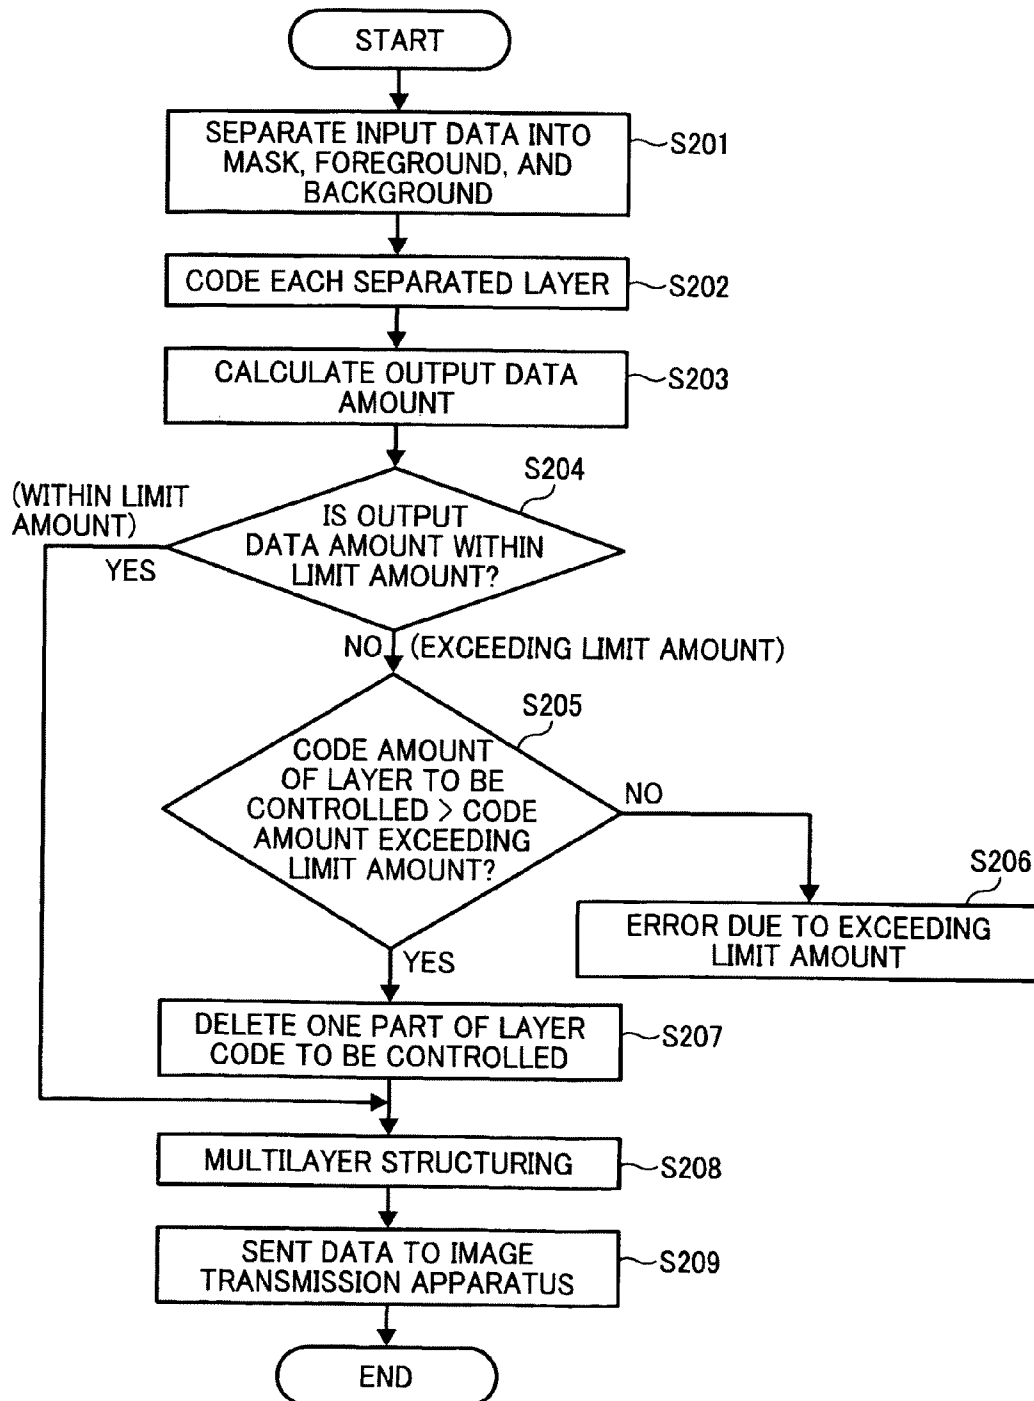 START
SEPARATE INPUT DATA INTO
MASK, FOREGROUND, AND
BACKGROUND
S201
CODE EACH SEPARATED LAYER
S202
CALCULATE OUTPUT DATA
AMOUNT
S203
S204
(WITHIN LIMIT
AMOUNT)
YES
IS OUTPUT
DATA AMOUNT WITHIN
LIMIT AMOUNT?
NO (EXCEEDING LIMIT AMOUNT)
S205
CODE AMOUNT
OF LAYER TO BE
CONTROLLED > CODE
AMOUNT EXCEEDING
LIMIT AMOUNT?
NO
S206
ERROR DUE TO EXCEEDING
LIMIT AMOUNT
YES
DELETE ONE PART OF LAYER
CODE TO BE CONTROLLED
S207
MULTILAYER STRUCTURING
S208
SENT DATA TO IMAGE
TRANSMISSION APPARATUS
S209
END